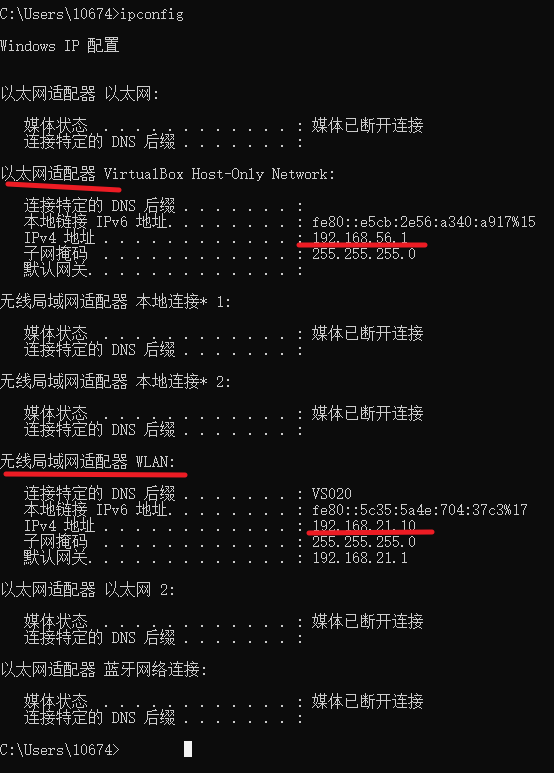 C:\Users\10674>ipconfig
Windows IP 配置
以太网适配器 以太网:
媒体状态 . . . . . . . . . . . . : 媒体已断开连接
连接特定的 DNS 后缀 . . . . . . . :
以太网适配器 VirtualBox Host-Only Network:
连接特定的 DNS 后缀 . . . . . . . :
本地链接 IPv6 地址. . . . . . . . : fe80::e5cb:2e56:a340:a917%15
IPv4 地址 . . . . . . . . . . . . : 192.168.56.1
子网掩码 . . . . . . . . . . . . : 255.255.255.0
默认网关. . . . . . . . . . . . . :
无线局域网适配器 本地连接* 1:
媒体状态 . . . . . . . . . . . . : 媒体已断开连接
连接特定的 DNS 后缀 . . . . . . . :
无线局域网适配器 本地连接* 2:
媒体状态 . . . . . . . . . . . . : 媒体已断开连接
连接特定的 DNS 后缀 . . . . . . . :
无线局域网适配器 WLAN:
连接特定的 DNS 后缀 . . . . . . . : VS020
本地链接 IPv6 地址. . . . . . . . : fe80::5c35:5a4e:704:37c3%17
IPv4 地址 . . . . . . . . . . . . : 192.168.21.10
子网掩码 . . . . . . . . . . . . : 255.255.255.0
默认网关. . . . . . . . . . . . . : 192.168.21.1
以太网适配器 以太网 2:
媒体状态 . . . . . . . . . . . . : 媒体已断开连接
连接特定的 DNS 后缀 . . . . . . . :
以太网适配器 蓝牙网络连接:
媒体状态 . . . . . . . . . . . . : 媒体已断开连接
连接特定的 DNS 后缀 . . . . . . . :
C:\Users\10674>